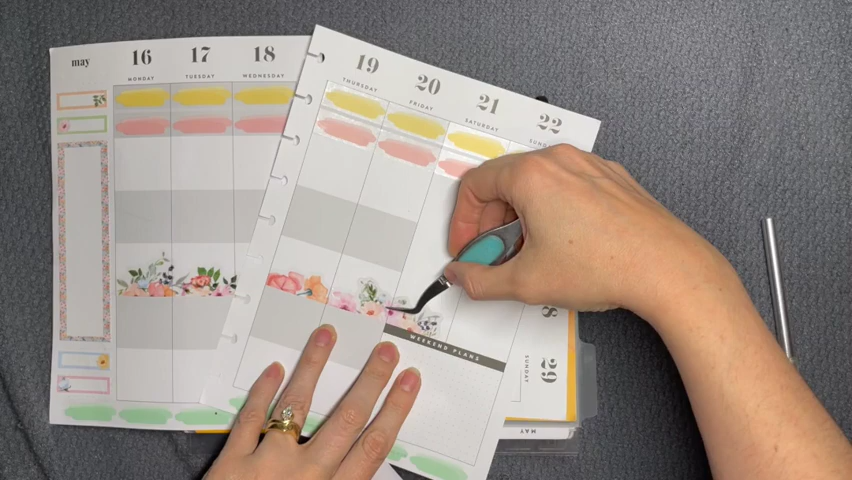 may
16
MONDAY
17
TUESDAY
18
WEDNESDAY
19
THURSDAY
20
FRIDAY
21
SATURDAY
22
WEEKEND PLANS
SUNDAY
29
MAY